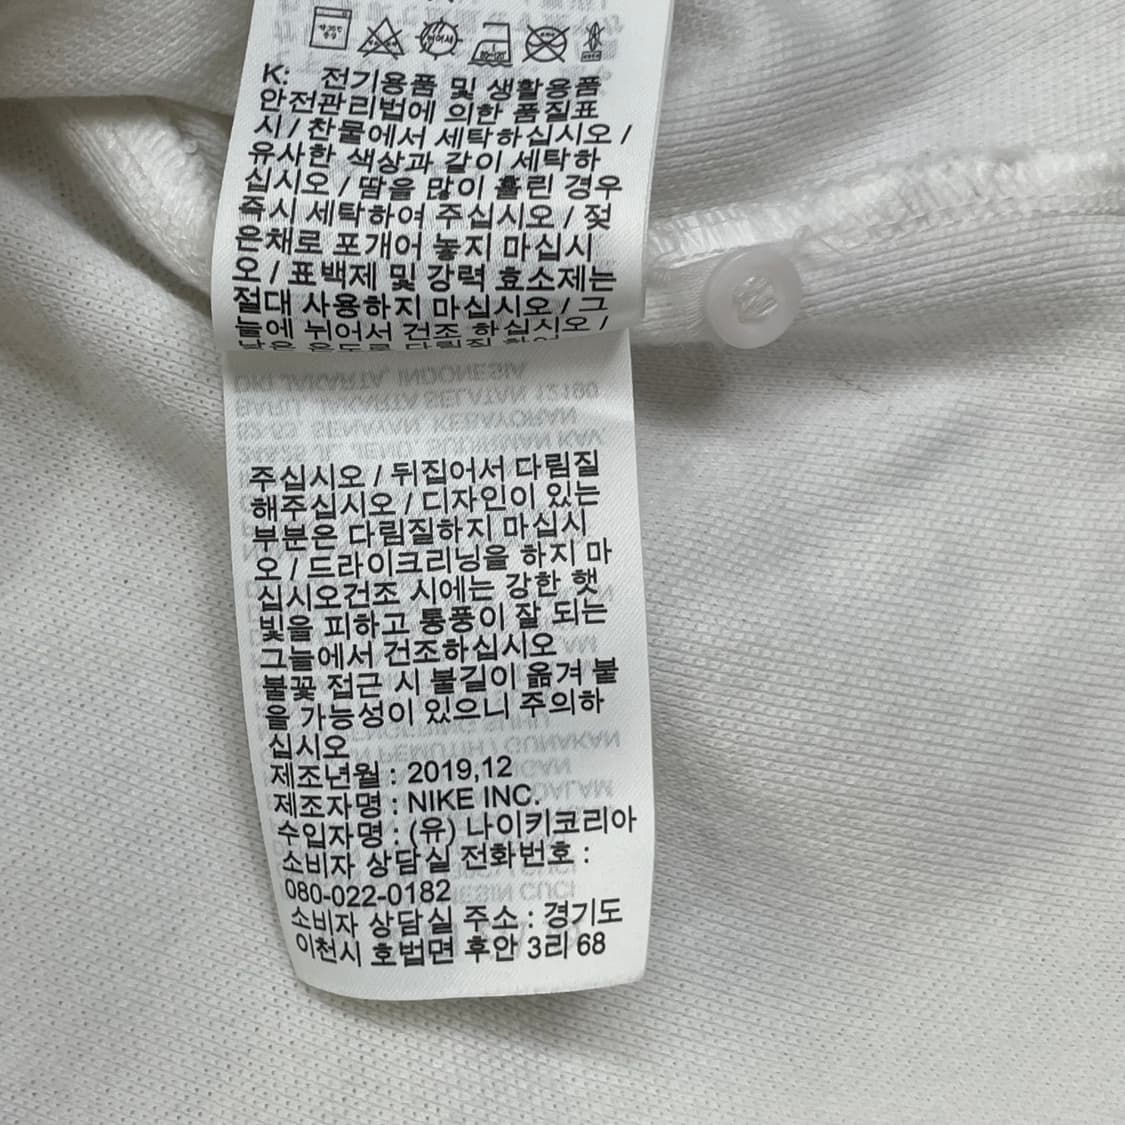 K: 전기용품 및 생활용품
안전관리법에 의한 품질표
시 / 찬물에서 세탁하십시오 /
유사한 색상과 같이 세탁하
십시오 / 땀을 많이 흘린 경우
즉시 세탁하여 주십시오 / 젖
은채로 포개어 놓지 마십시
오 / 표백제 및 강력 효소제는
절대 사용하지 마십시오 / 그
늘에 뉘어서 건조 하십시오 /
주십시오 / 뒤집어서 다림질
해주십시오 / 디자인이 있는
부분은 다림질하지 마십시
오 / 드라이크리닝을 하지 마
십시오건조 시에는 강한 햇
빛을 피하고 통풍이 잘 되는
그늘에서 건조하십시오
불꽃 접근 시 불길이 옮겨 붙
을 가능성이 있으니 주의하
십시오
제조년월 : 2019,12
제조자명 : NIKE INC.
수입자명 : (유) 나이키코리아
소비자 상담실 전화번호 :
080-022-0182
소비자 상담실 주소 : 경기도
이천시 호법면 후안 3리 68